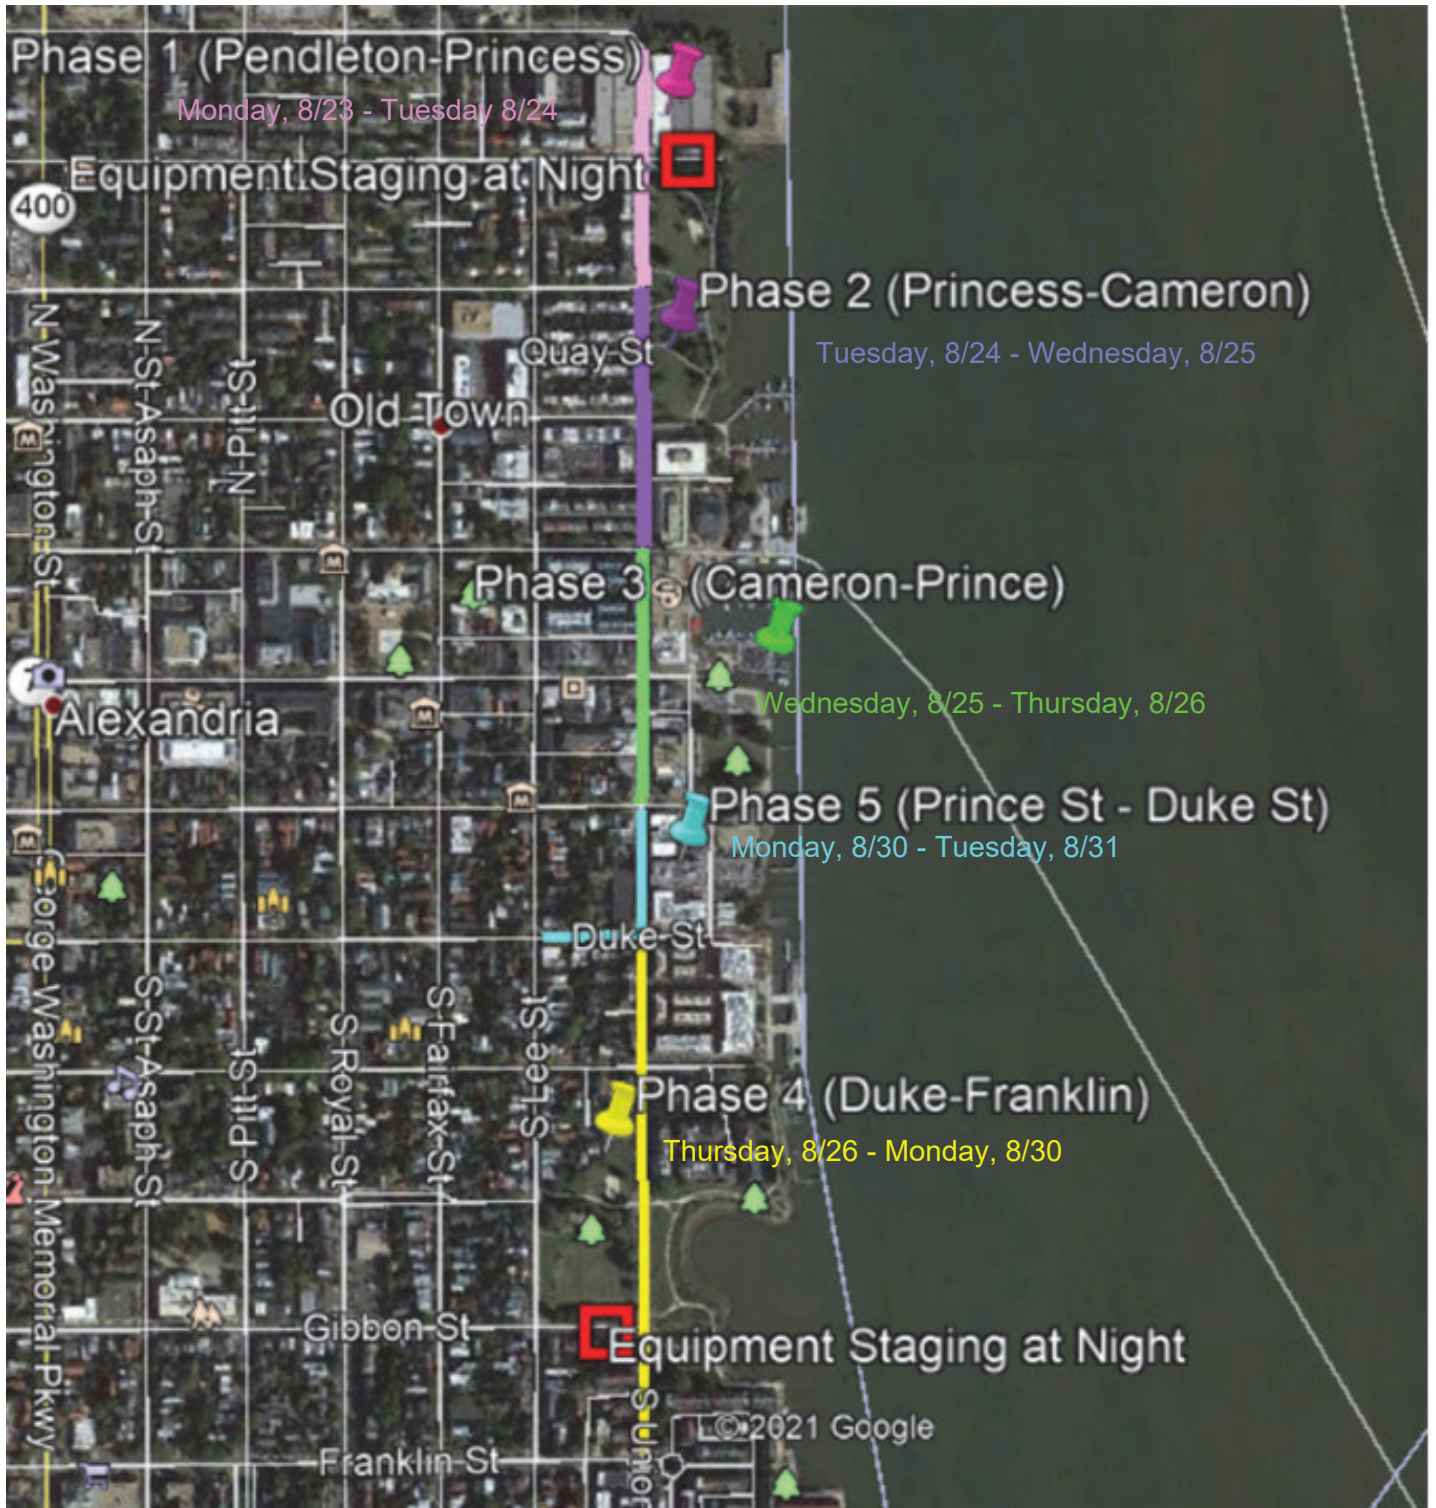 Phase 1 (Pendleton-Princess)
Monday, 8/23 - Tuesday 8/24
Equipment Staging at Night
400
Phase 2 (Princess-Cameron)
Tuesday, 8/24 - Wednesday, 8/25
Quay St
Old Town
N Washington St
N St Asaph St
N Pitt St
Phase 3 (Cameron-Prince)
Wednesday, 8/25 - Thursday, 8/26
Alexandria
Phase 5 (Prince St - Duke St)
Monday, 8/30 - Tuesday, 8/31
Duke St
George Washington Memorial Pkwy
S St Asaph St
S Pitt St
S Royal St
S Fairfax St
S Lee St
Phase 4 (Duke-Franklin)
Thursday, 8/26 - Monday, 8/30
Gibbon St
Equipment Staging at Night
S Union
© 2021 Google
Franklin St